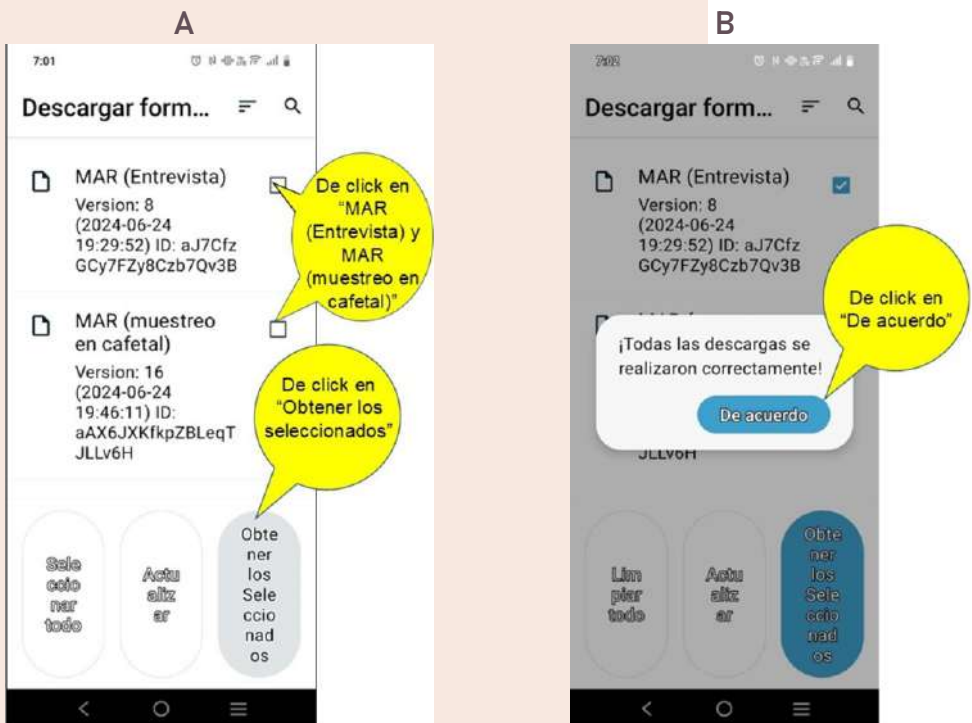 A
7:01
Descargar form...
MAR (Entrevista)
Version: 8
(2024-06-24
19:29:52) ID: aJ7Cfz
GCy7FZy8Czb7Qv3B
De click en
“MAR
(Entrevista) y
MAR
(muestreo en
cafetal)”
MAR (muestreo
en cafetal)
Version: 16
(2024-06-24
19:46:11) ID:
aAX6JXKfkpZBLeqT
JLLv6H
De click en
“Obtener los
seleccionados”
Sele
ccio
nar
todo
Actu
aliz
ar
Obte
ner
los
Sele
ccio
nad
os
B
7:02
Descargar form...
MAR (Entrevista)
Version: 8
(2024-06-24
19:29:52) ID: aJ7Cfz
GCy7FZy8Czb7Qv3B
De click en
“De acuerdo”
¡Todas las descargas se
realizaron correctamente!
De acuerdo
JLLv6H
Lim
piar
todo
Actu
aliz
ar
Obte
ner
los
Sele
ccio
nad
os